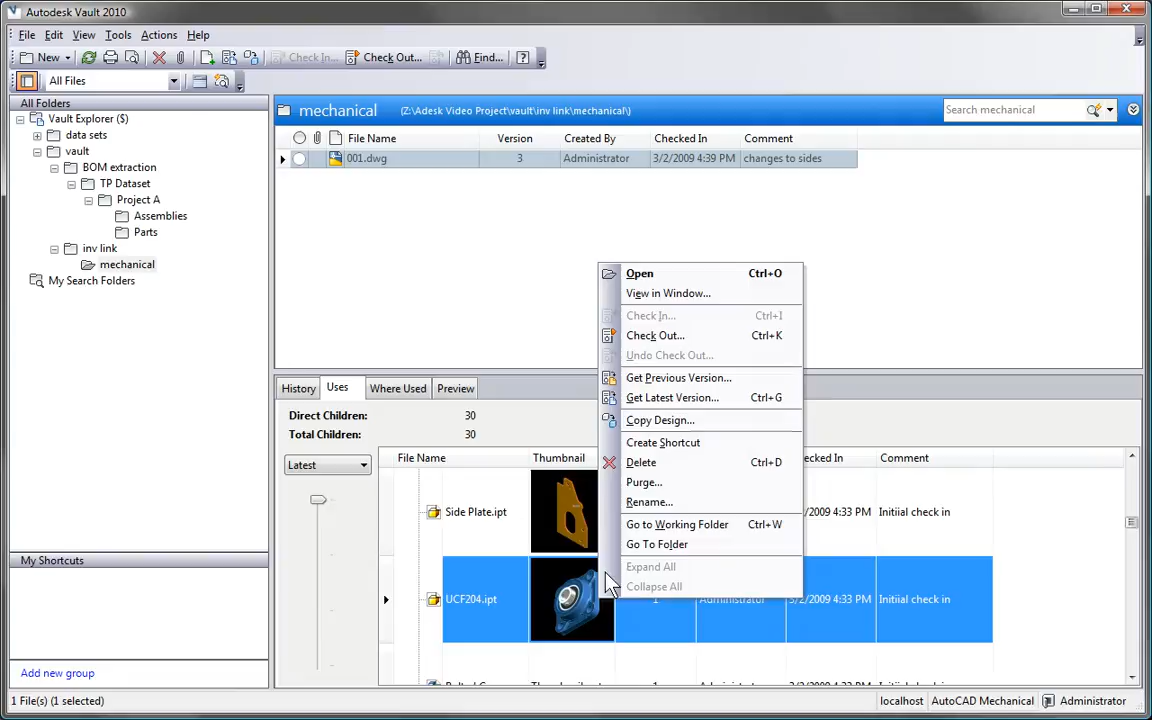 Autodesk Vault 2010
File Edit View Tools Actions Help
New Check In... Check Out... Find...
All Files
All Folders
Vault Explorer ($)
data sets
vault
BOM extraction
TP Dataset
Project A
Assemblies
Parts
inv link
mechanical
My Search Folders
My Shortcuts
Add new group
mechanical (Z:\Adesk Video Project\vault\inv link\mechanical\) Search mechanical
File Name Version Created By Checked In Comment
001.dwg 3 Administrator 3/2/2009 4:39 PM changes to sides
Open Ctrl+O
View in Window...
Check In... Ctrl+I
Check Out... Ctrl+K
Undo Check Out...
Get Previous Version...
Get Latest Version... Ctrl+G
Copy Design...
Create Shortcut
Delete Ctrl+D
Purge...
Rename...
Go to Working Folder Ctrl+W
Go To Folder
Expand All
Collapse All
History Uses Where Used Preview
Direct Children: 30
Total Children: 30
Latest
File Name Thumbnail ecked In Comment
Side Plate.ipt 3/2/2009 4:33 PM Initiial check in
UCF204.ipt 1 Administrator 3/2/2009 4:33 PM Initiial check in
1 File(s) (1 selected) localhost AutoCAD Mechanical Administrator